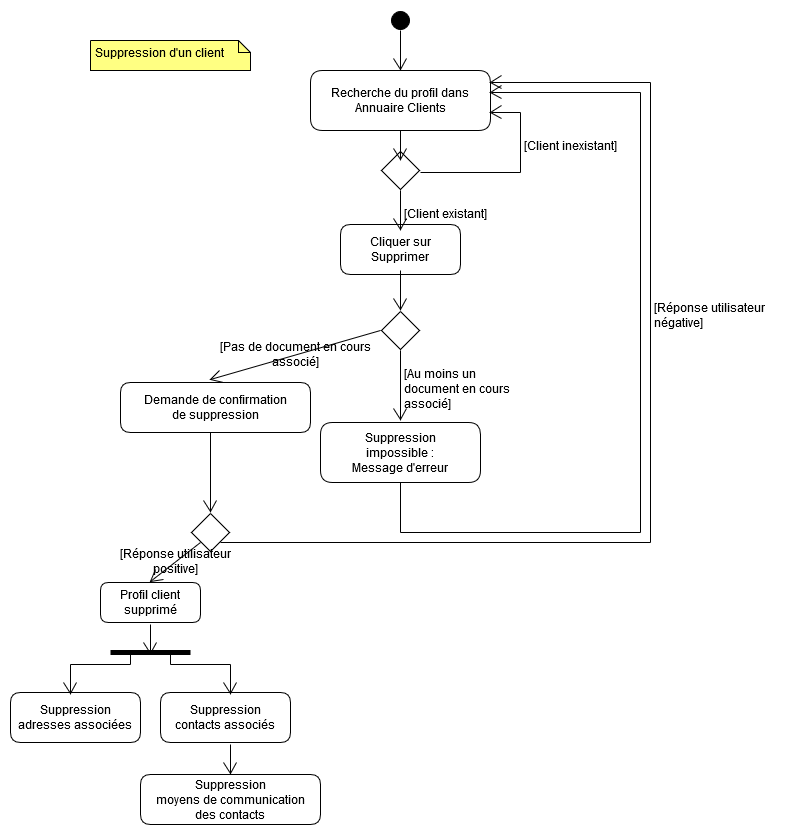 Suppression d'un client
Recherche du profil dans
Annuaire Clients
[Client inexistant]
[Client existant]
Cliquer sur
Supprimer
[Réponse utilisateur
négative]
[Pas de document en cours
associé]
[Au moins un
document en cours
associé]
Demande de confirmation
de suppression
Suppression
impossible :
Message d'erreur
[Réponse utilisateur
positive]
Profil client
supprimé
Suppression
adresses associées
Suppression
contacts associés
Suppression
moyens de communication
des contacts